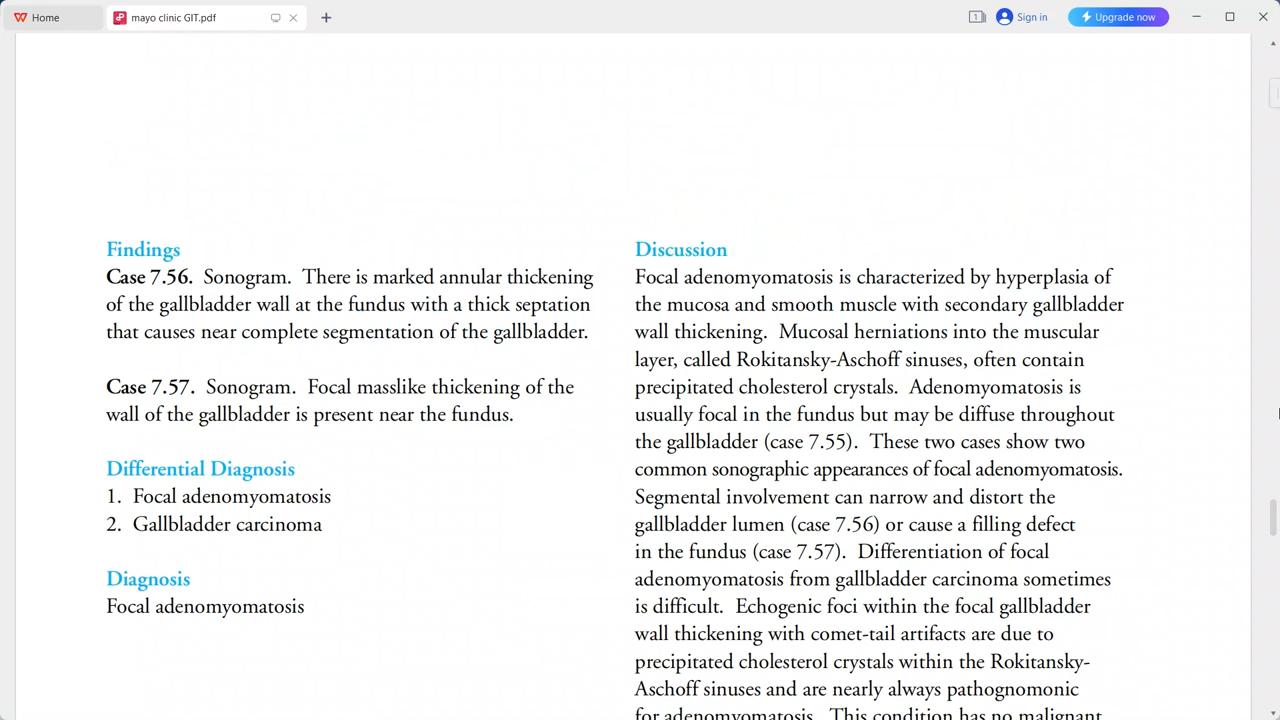 Home
mayo clinic GIT.pdf
1
Sign in
Upgrade now
Findings
Case 7.56. Sonogram. There is marked annular thickening
of the gallbladder wall at the fundus with a thick septation
that causes near complete segmentation of the gallbladder.
Case 7.57. Sonogram. Focal masslike thickening of the
wall of the gallbladder is present near the fundus.
Differential Diagnosis
1. Focal adenomyomatosis
2. Gallbladder carcinoma
Diagnosis
Focal adenomyomatosis
Discussion
Focal adenomyomatosis is characterized by hyperplasia of
the mucosa and smooth muscle with secondary gallbladder
wall thickening. Mucosal herniations into the muscular
layer, called Rokitansky-Aschoff sinuses, often contain
precipitated cholesterol crystals. Adenomyomatosis is
usually focal in the fundus but may be diffuse throughout
the gallbladder (case 7.55). These two cases show two
common sonographic appearances of focal adenomyomatosis.
Segmental involvement can narrow and distort the
gallbladder lumen (case 7.56) or cause a filling defect
in the fundus (case 7.57). Differentiation of focal
adenomyomatosis from gallbladder carcinoma sometimes
is difficult. Echogenic foci within the focal gallbladder
wall thickening with comet-tail artifacts are due to
precipitated cholesterol crystals within the Rokitansky-
Aschoff sinuses and are nearly always pathognomonic
for adenomyomatosis. This condition has no malignant